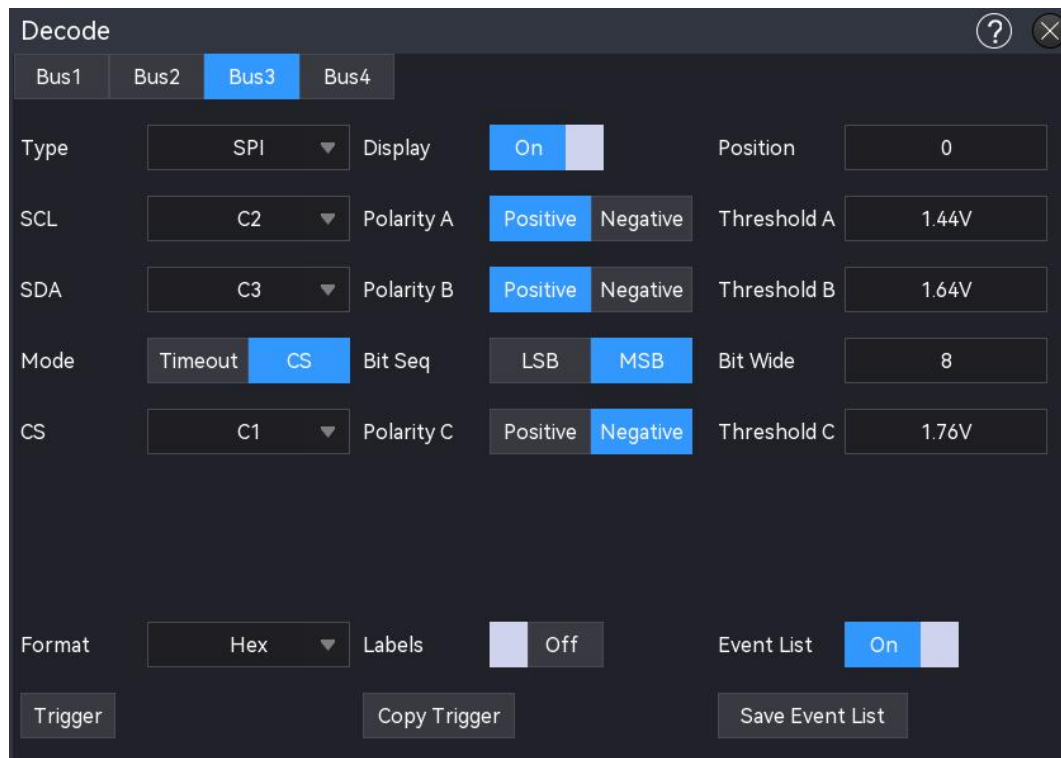 Decode ?
Bus1 Bus2 Bus3 Bus4
Type SPI Display On Position 0
SCL C2 Polarity A Positive Negative Threshold A 1.44V
SDA C3 Polarity B Positive Negative Threshold B 1.64V
Mode Timeout CS Bit Seq LSB MSB Bit Wide 8
CS C1 Polarity C Positive Negative Threshold C 1.76V
Format Hex Labels Off Event List On
Trigger Copy Trigger Save Event List